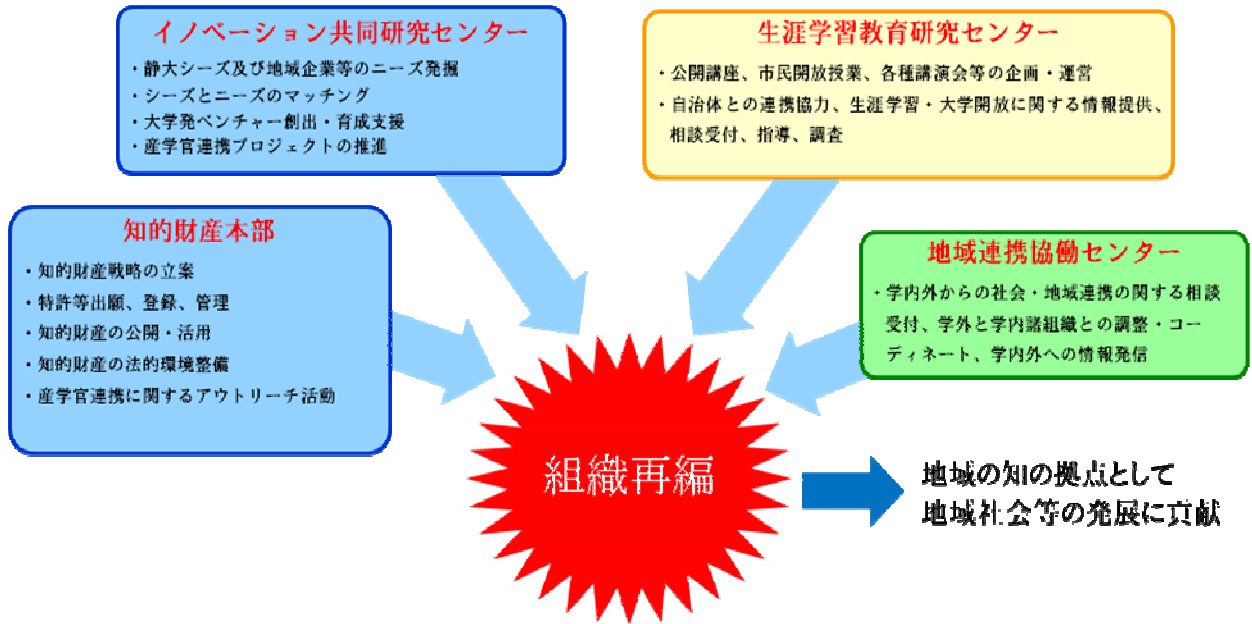 イノベーション共同研究センター
・静大シーズ及び地域企業等のニーズ発掘
・シーズとニーズのマッチング
・大学発ベンチャー創出・育成支援
・産学官連携プロジェクトの推進
生涯学習教育研究センター
・公開講座、市民開放授業、各種講演会等の企画・運営
・自治体との連携協力、生涯学習・大学開放に関する情報提供、
相談受付、指導、調査
知的財産本部
・知的財産戦略の立案
・特許等出願、登録、管理
・知的財産の公開・活用
・知的財産の法的環境整備
・産学官連携に関するアウトリーチ活動
地域連携協働センター
・学内外からの社会・地域連携の関する相談
受付、学外と学内諸組織との調整・コー
ディネート、学内外への情報発信
組織再編
地域の知の拠点として
地域社会等の発展に貢献